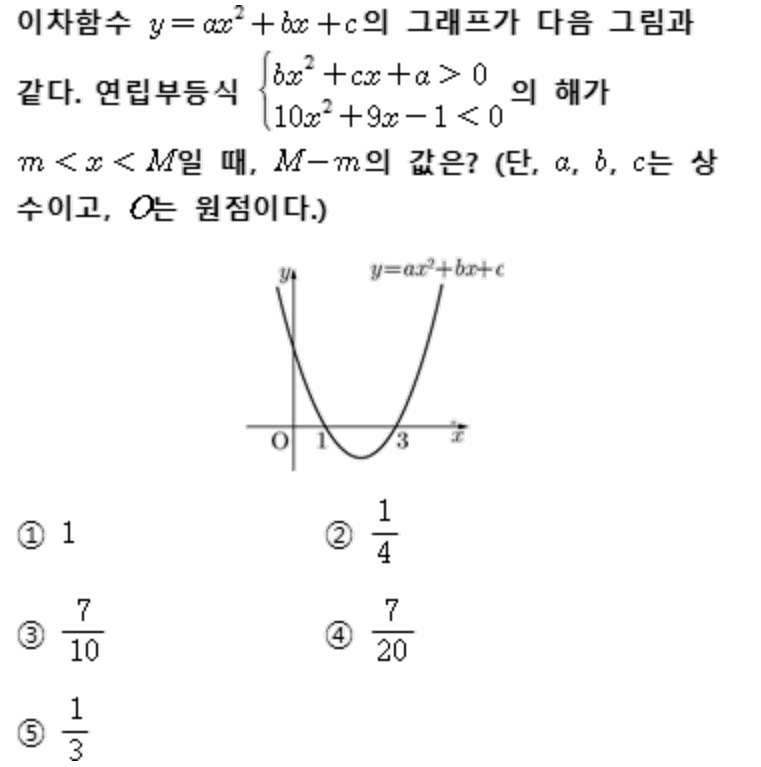 이차함수 y=ax²+bx+c의 그래프가 다음 그림과
같다. 연립부등식 {bx²+cx+a>0 의 해가
10x²+9x-1<0
m<x<M일 때, M-m의 값은? (단, a, b, c는 상
수이고, O는 원점이다.)
y
y=ax²+bx+c
O 1 3 x
① 1 ② 1/4
③ 7/10 ④ 7/20
⑤ 1/3